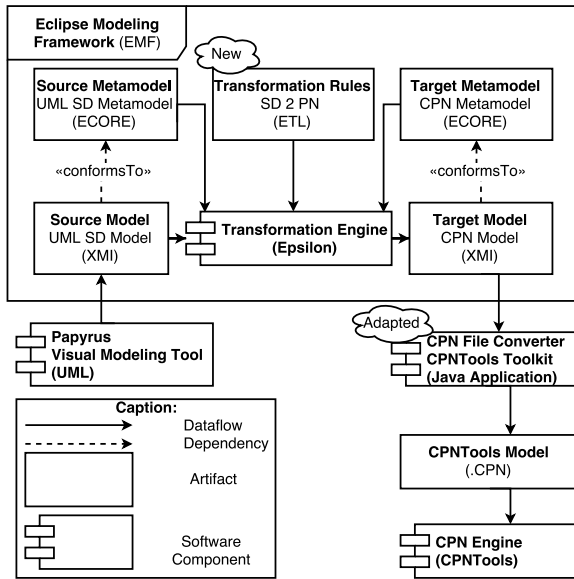 Eclipse Modeling
Framework (EMF)
New
Source Metamodel
UML SD Metamodel
(ECORE)
Transformation Rules
SD 2 PN
(ETL)
Target Metamodel
CPN Metamodel
(ECORE)
«conformsTo»
«conformsTo»
Source Model
UML SD Model
(XMI)
Transformation Engine
(Epsilon)
Target Model
CPN Model
(XMI)
Papyrus
Visual Modeling Tool
(UML)
Adapted
CPN File Converter
CPNTools Toolkit
(Java Application)
Caption:
Dataflow
Dependency
Artifact
Software
Component
CPNTools Model
(.CPN)
CPN Engine
(CPNTools)